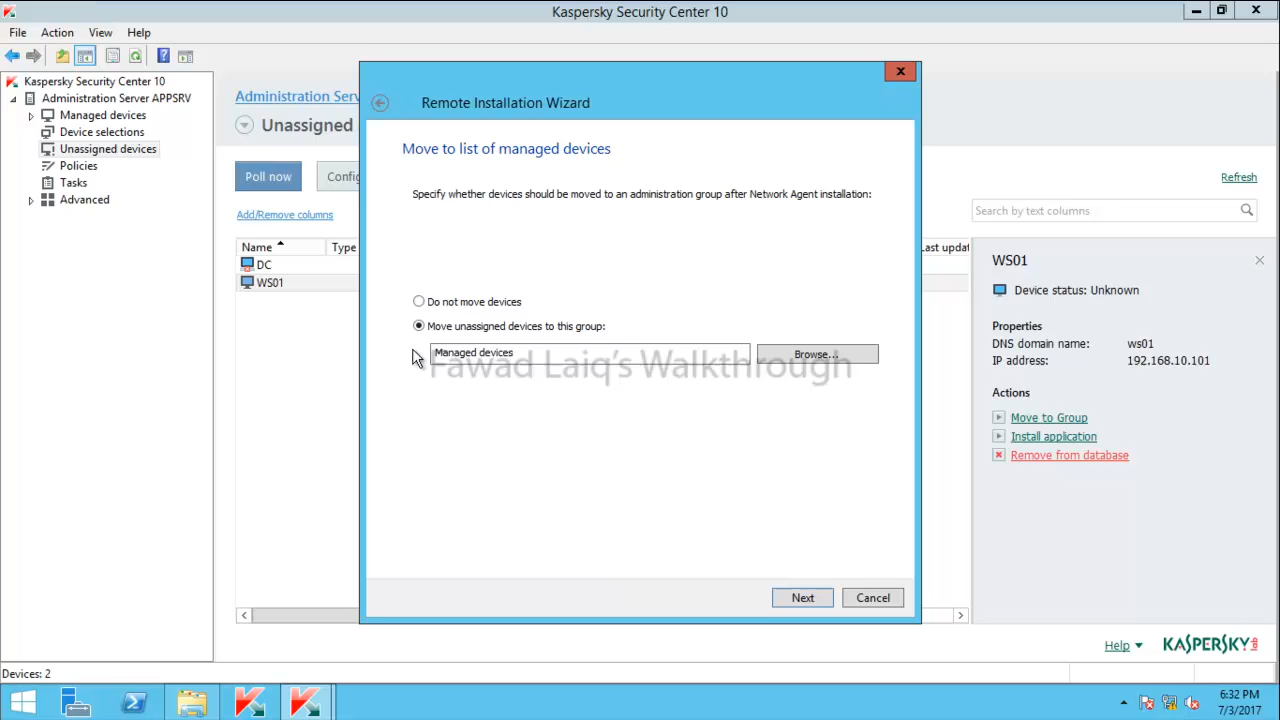 Kaspersky Security Center 10
File Action View Help
Kaspersky Security Center 10
Administration Server APPSRV
Managed devices
Device selections
Unassigned devices
Policies
Tasks
Advanced
Administration Serv
Unassigned
Poll now
Config
Refresh
Add/Remove columns
Search by text columns
Name Type Last updat
DC
WS01
Remote Installation Wizard
Move to list of managed devices
Specify whether devices should be moved to an administration group after Network Agent installation:
Do not move devices
Move unassigned devices to this group:
Managed devices
Browse...
Fawad Laiq's Walkthrough
Next Cancel
WS01
Device status: Unknown
Properties
DNS domain name: ws01
IP address: 192.168.10.101
Actions
Move to Group
Install application
Remove from database
Help
KASPERSKY lab
Devices: 2
6:32 PM
7/3/2017